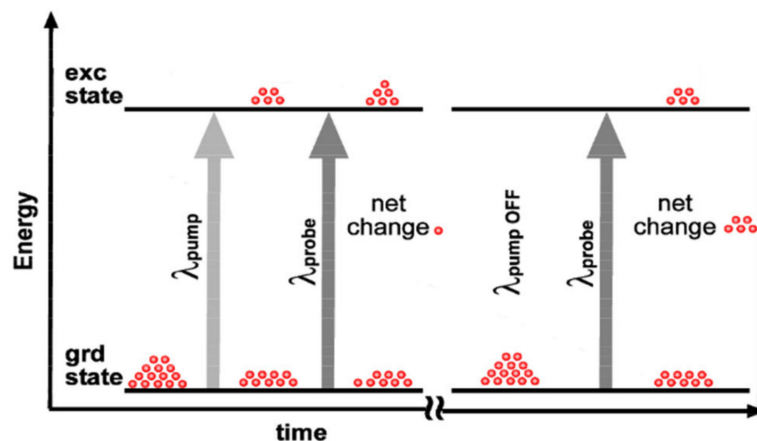 exc
state
Energy
λpump
λprobe
net
change
λpump OFF
λprobe
net
change
grd
state
time